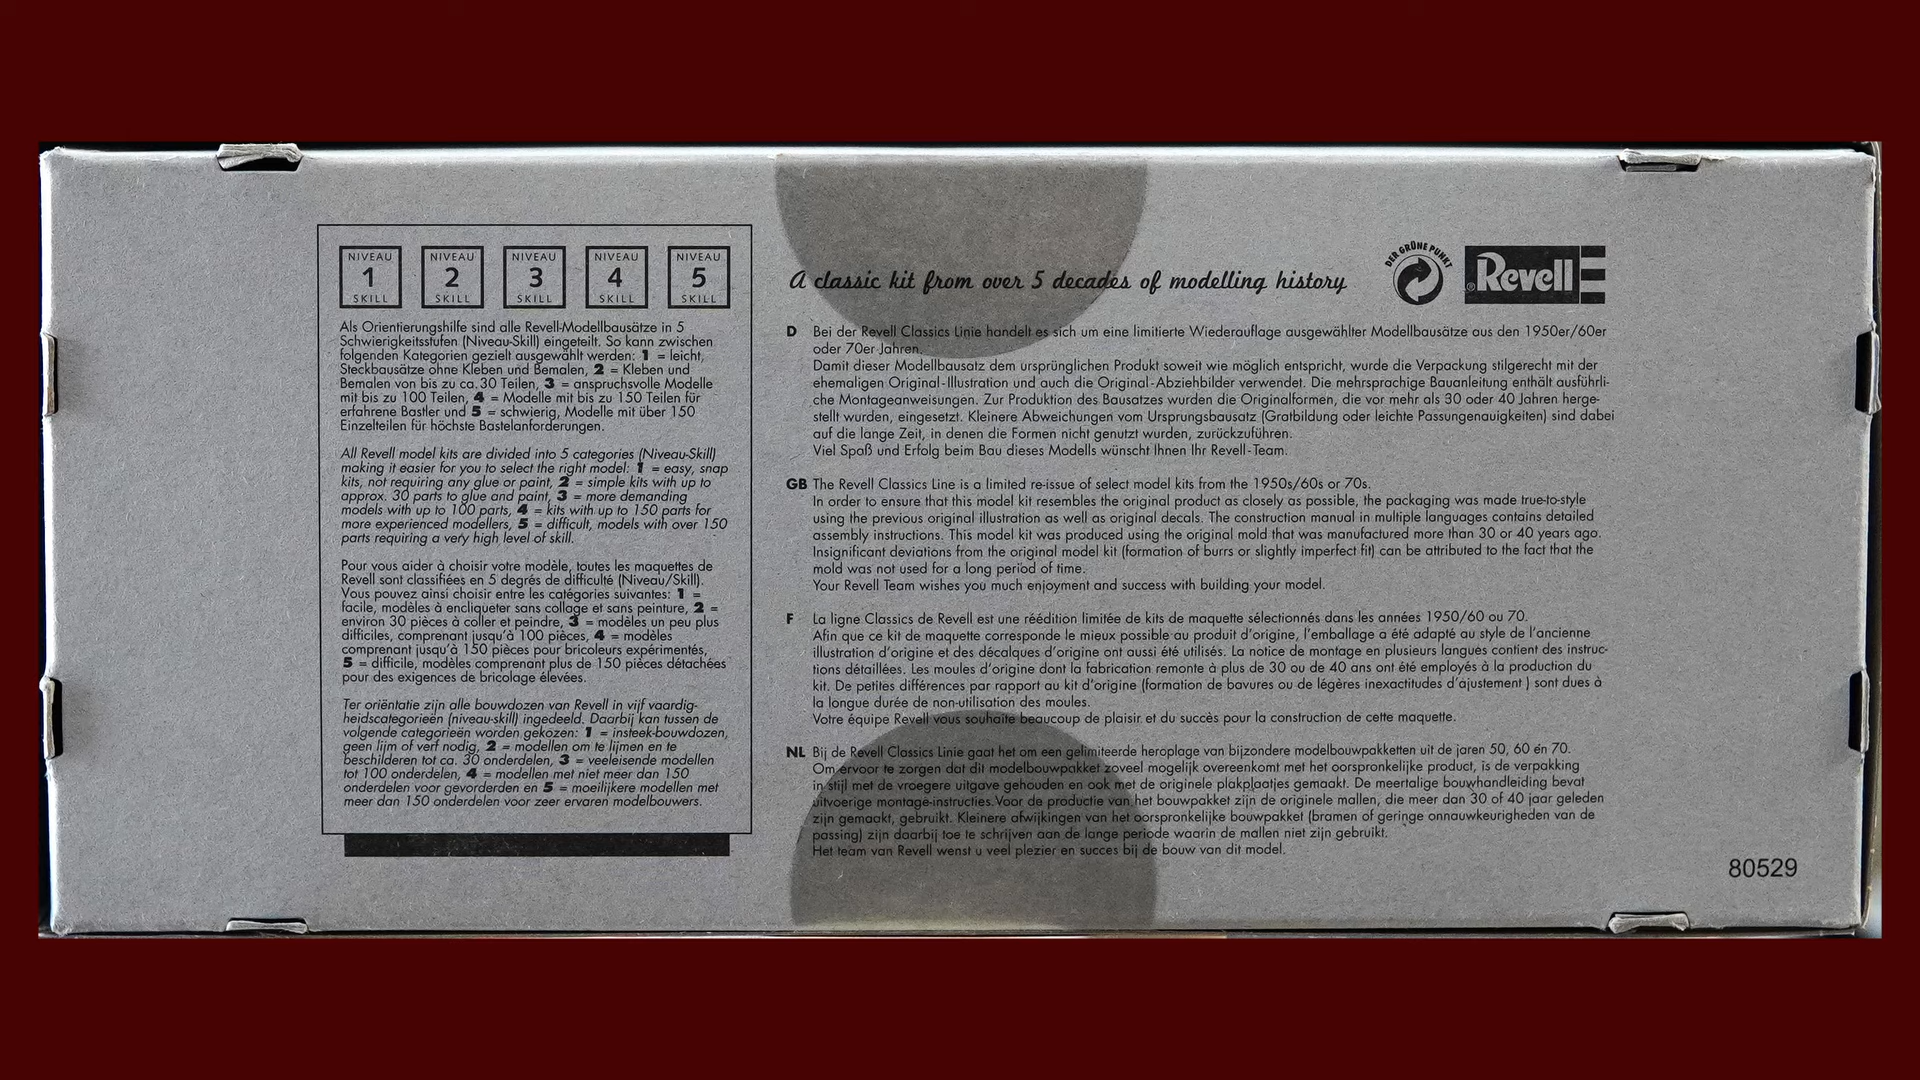 NIVEAU 1 SKILL
NIVEAU 2 SKILL
NIVEAU 3 SKILL
NIVEAU 4 SKILL
NIVEAU 5 SKILL
Als Orientierungshilfe sind alle Revell-Modellbausätze in 5
Schwierigkeitsstufen (Niveau-Skill) eingeteilt. So kann zwischen
folgenden Kategorien gezielt ausgewählt werden: 1 = leicht,
Steckbausätze ohne Kleben und Bemalen, 2 = Kleben und
Bemalen von bis zu ca. 30 Teilen, 3 = anspruchsvolle Modelle
mit bis zu 100 Teilen, 4 = Modelle mit bis zu 150 Teilen für
erfahrene Bastler und 5 = schwierig, Modelle mit über 150
Einzelteilen für höchste Bastelanforderungen.
All Revell model kits are divided into 5 categories (Niveau-Skill)
making it easier for you to select the right model: 1 = easy, snap
kits, not requiring any glue or paint, 2 = simple kits with up to
approx. 30 parts to glue and paint, 3 = more demanding
models with up to 100 parts, 4 = kits with up to 150 parts for
more experienced modellers, 5 = difficult, models with over 150
parts requiring a very high level of skill.
Pour vous aider à choisir votre modèle, toutes les maquettes de
Revell sont classifiées en 5 degrés de difficulté (Niveau/Skill).
Vous pouvez ainsi choisir entre les catégories suivantes: 1 =
facile, modèles à encliqueter sans collage et sans peinture, 2 =
environ 30 pièces à coller et peindre, 3 = modèles un peu plus
difficiles, comprenant jusqu'à 100 pièces, 4 = modèles
comprenant jusqu'à 150 pièces pour bricoleurs expérimentés,
5 = difficile, modèles comprenant plus de 150 pièces détachées
pour des exigences de bricolage élevées.
Ter oriëntatie zijn alle bouwdozen van Revell in vijf vaardig-
heidscategorieën (niveau-skill) ingedeeld. Daarbij kan tussen de
volgende categorieën worden gekozen: 1 = insteek-bouwdozen,
geen lijm of verf nodig, 2 = modellen om te lijmen en te
beschilderen tot ca. 30 onderdelen, 3 = veeleisende modellen
tot 100 onderdelen, 4 = modellen met niet meer dan 150
onderdelen voor gevorderden en 5 = moeilijkere modellen met
meer dan 150 onderdelen voor zeer ervaren modelbouwers.
A classic kit from over 5 decades of modelling history
DER GRÜNE PUNKT
® Revell
D Bei der Revell Classics Linie handelt es sich um eine limitierte Wiederauflage ausgewählter Modellbausätze aus den 1950er/60er
oder 70er Jahren.
Damit dieser Modellbausatz dem ursprünglichen Produkt soweit wie möglich entspricht, wurde die Verpackung stilgerecht mit der
ehemaligen Original-Illustration und auch die Original-Abziehbilder verwendet. Die mehrsprachige Bauanleitung enthält ausführli-
che Montageanweisungen. Zur Produktion des Bausatzes wurden die Originalformen, die vor mehr als 30 oder 40 Jahren herge-
stellt wurden, eingesetzt. Kleinere Abweichungen vom Ursprungsbausatz (Gratbildung oder leichte Passungenauigkeiten) sind dabei
auf die lange Zeit, in denen die Formen nicht genutzt wurden, zurückzuführen.
Viel Spaß und Erfolg beim Bau dieses Modells wünscht Ihnen Ihr Revell-Team.
GB The Revell Classics Line is a limited re-issue of select model kits from the 1950s/60s or 70s.
In order to ensure that this model kit resembles the original product as closely as possible, the packaging was made true-to-style
using the previous original illustration as well as original decals. The construction manual in multiple languages contains detailed
assembly instructions. This model kit was produced using the original mold that was manufactured more than 30 or 40 years ago.
Insignificant deviations from the original model kit (formation of burrs or slightly imperfect fit) can be attributed to the fact that the
mold was not used for a long period of time.
Your Revell Team wishes you much enjoyment and success with building your model.
F La ligne Classics de Revell est une réédition limitée de kits de maquette sélectionnés dans les années 1950/60 ou 70.
Afin que ce kit de maquette corresponde le mieux possible au produit d'origine, l'emballage a été adapté au style de l'ancienne
illustration d'origine et des décalques d'origine ont aussi été utilisés. La notice de montage en plusieurs langues contient des instruc-
tions détaillées. Les moules d'origine dont la fabrication remonte à plus de 30 ou de 40 ans ont été employés à la production du
kit. De petites différences par rapport au kit d'origine (formation de bavures ou de légères inexactitudes d'ajustement ) sont dues à
la longue durée de non-utilisation des moules.
Votre équipe Revell vous souhaite beaucoup de plaisir et du succès pour la construction de cette maquette.
NL Bij de Revell Classics Linie gaat het om een gelimiteerde heroplage van bijzondere modelbouwpakketten uit de jaren 50, 60 en 70.
Om ervoor te zorgen dat dit modelbouwpakket zoveel mogelijk overeenkomt met het oorspronkelijke product, is de verpakking
in stijl met de vroegere uitgave gehouden en ook met de originele plakplaatjes gemaakt. De meertalige bouwhandleiding bevat
uitvoerige montage-instructies. Voor de productie van het bouwpakket zijn de originele mallen, die meer dan 30 of 40 jaar geleden
zijn gemaakt, gebruikt. Kleinere afwijkingen van het oorspronkelijke bouwpakket (bramen of geringe onnauwkeurigheden van de
passing) zijn daarbij toe te schrijven aan de lange periode waarin de mallen niet zijn gebruikt.
Het team van Revell wenst u veel plezier en succes bij de bouw van dit model.
80529